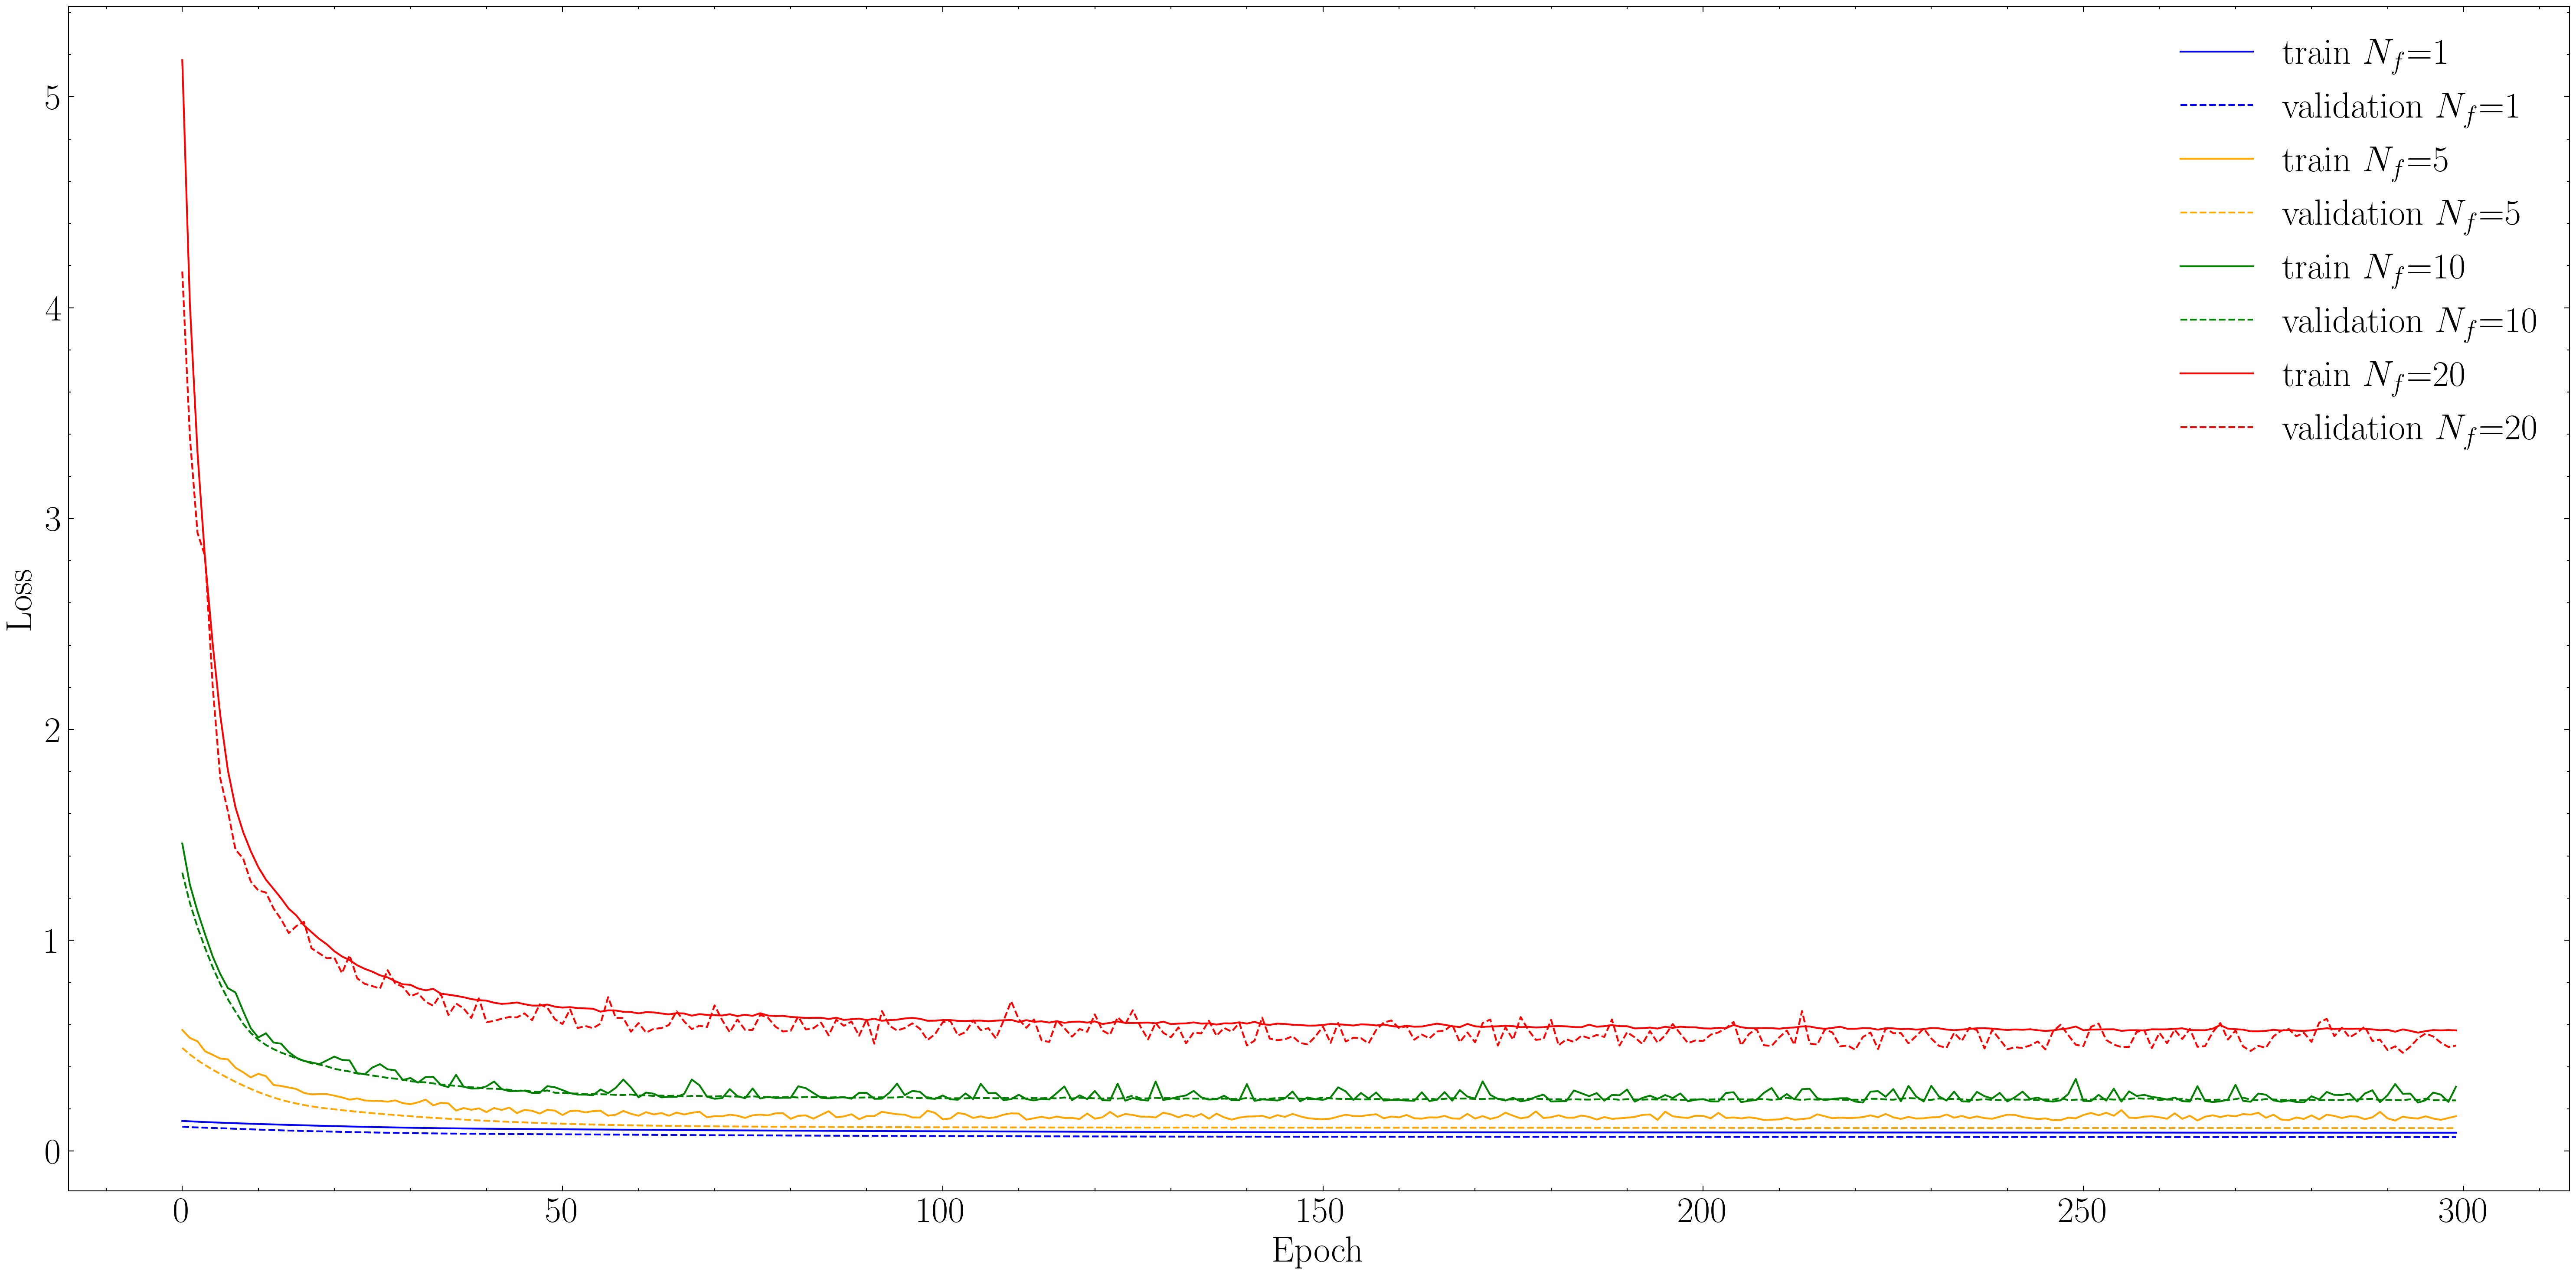 train N_f=1
validation N_f=1
train N_f=5
validation N_f=5
train N_f=10
validation N_f=10
train N_f=20
validation N_f=20
5
4
3
2
1
0
Loss
0 50 100 150 200 250 300
Epoch